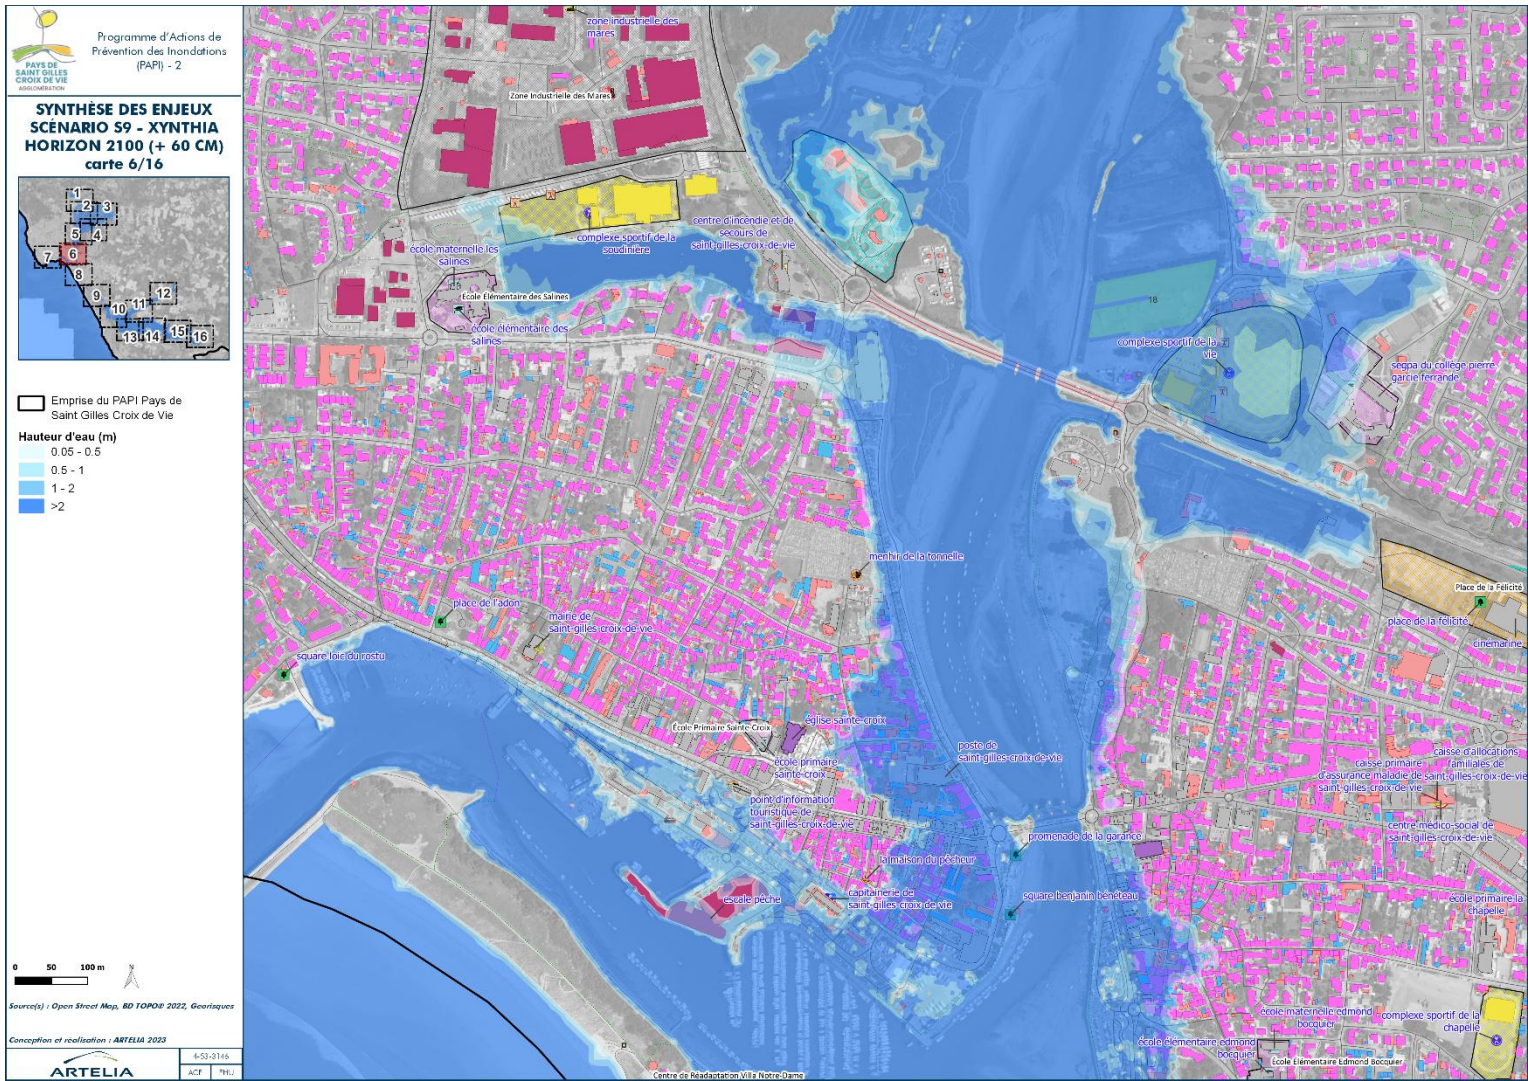 Programme d'Actions de
Prévention des Inondations
(PAPI) - 2
PAYS DE
SAINT GILLES
CROIX DE VIE
AGGLOMÉRATION
SYNTHÈSE DES ENJEUX
SCÉNARIO S9 - XYNTHIA
HORIZON 2100 (+ 60 CM)
carte 6/16
1
2
3
5
4
7
6
8
9
12
11
10
13
14
15
16
Emprise du PAPI Pays de
Saint Gilles Croix de Vie
Hauteur d'eau (m)
0.05 - 0.5
0.5 - 1
1 - 2
>2
0 50 100 m
N
Source(s) : Open Street Map, BD TOPO® 2022, Georisques
Conception et réalisation : ARTELIA 2023
ARTELIA
4-53-3146
ACF PHLI
zone industrielle des
mares
Zone Industrielle des Mares
complexe sportif de la
soudinière
centre d'incendie et de
secours de
saint-gilles-croix-de-vie
école maternelle les
salines
École Élémentaire des Salines
école élémentaire des
salines
18
complexe sportif de la
vie
segpa du collège pierre
garcie ferrande
menhir de la tonnelle
Place de la Félicité
place de la félicité
cinémarine
place de l'adon
mairie de
saint-gilles-croix-de-vie
square loïc du rostu
École Primaire Sainte-Croix
église sainte-croix
école primaire
sainte-croix
poste de
saint-gilles-croix-de-vie
point d'information
touristique de
saint-gilles-croix-de-vie
caisse d'allocations
familiales de
saint-gilles-croix-de-vie
caisse primaire
d'assurance maladie de
saint-gilles-croix-de-vie
centre médico-social de
saint-gilles-croix-de-vie
promenade de la garance
la maison du pêcheur
capitainerie de
saint-gilles croix de vie
square benjamin bénéteau
escale pêche
école primaire la
chapelle
école maternelle edmond
bocquier
complexe sportif de la
chapelle
école élémentaire edmond
bocquier
École Élémentaire Edmond Bocquier
Centre de Réadaptation Villa Notre-Dame